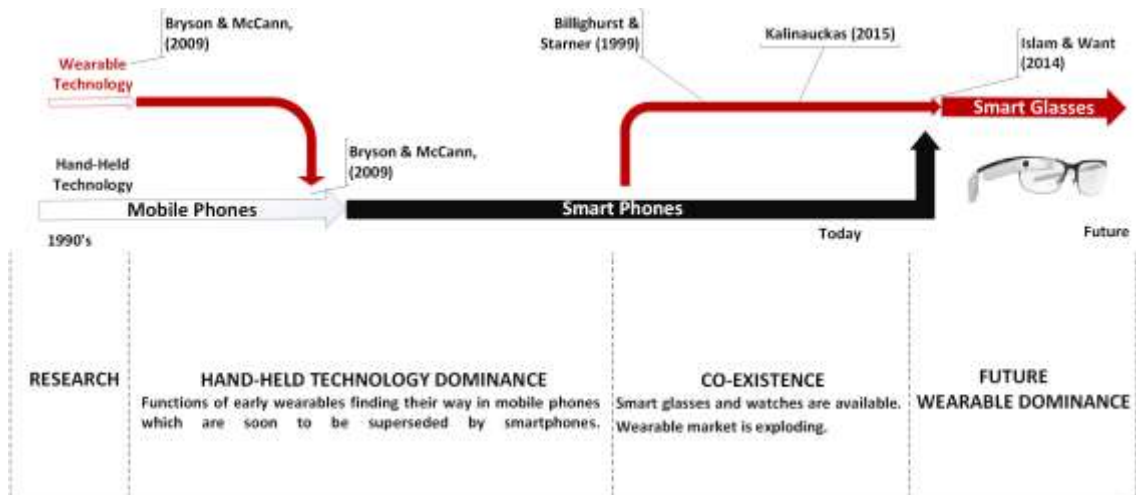 Bryson & McCann,
(2009)
Wearable
Technology
Billighurst &
Starner (1999)
Kalinauckas (2015)
Islam & Want
(2014)
Smart Glasses
Hand-Held
Technology
Bryson & McCann,
(2009)
Mobile Phones
Smart Phones
1990's
Today
Future
RESEARCH
HAND-HELD TECHNOLOGY DOMINANCE
Functions of early wearables finding their way in mobile phones
which are soon to be superseded by smartphones.
CO-EXISTENCE
Smart glasses and watches are available.
Wearable market is exploding.
FUTURE
WEARABLE DOMINANCE